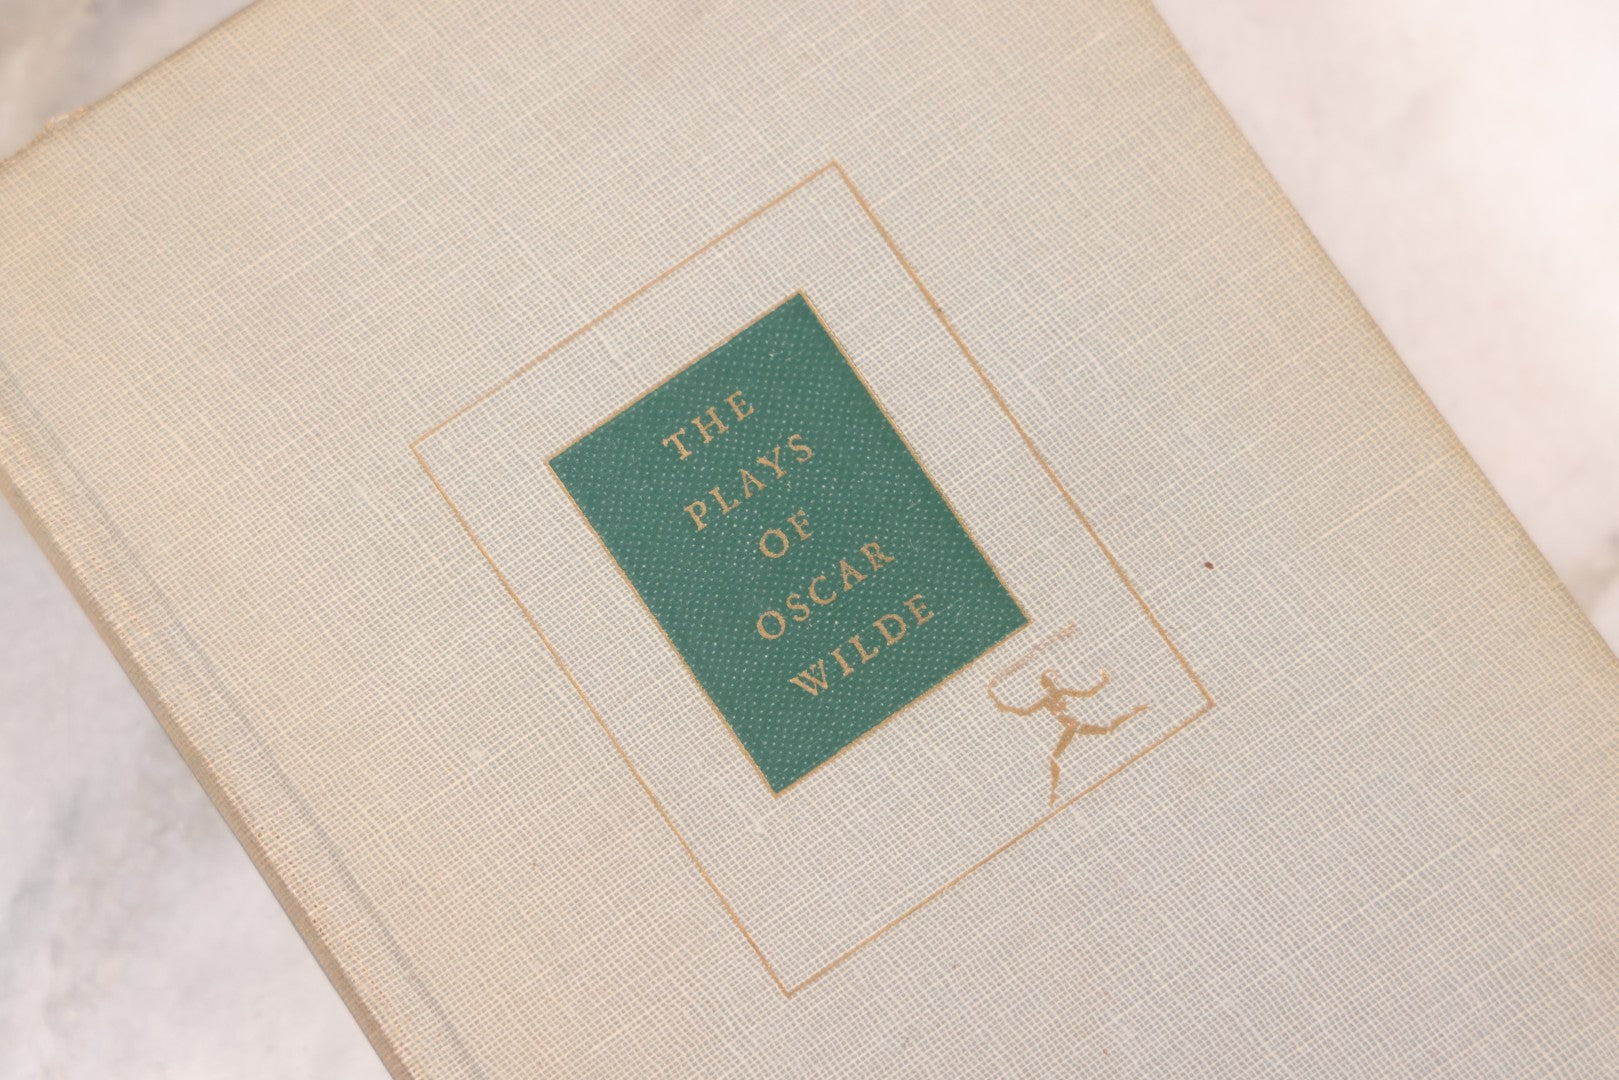 THE
PLAYS
OF
OSCAR
WILDE